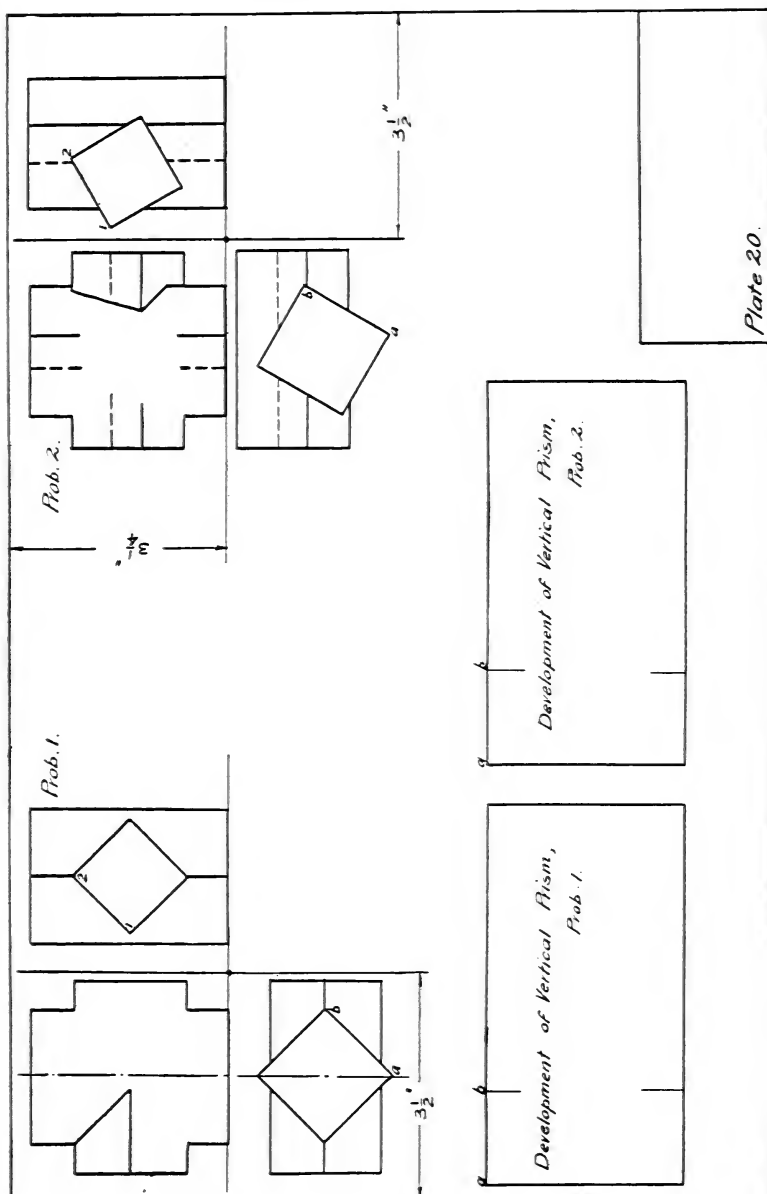 Prob. 1.
2
1
b
a
3 1/2"
Prob. 2.
2
1
b
a
3 1/4"
3 1/2"
a b
Development of Vertical Prism,
Prob. 1.
a b
Development of Vertical Prism,
Prob. 2.
Plate 20.